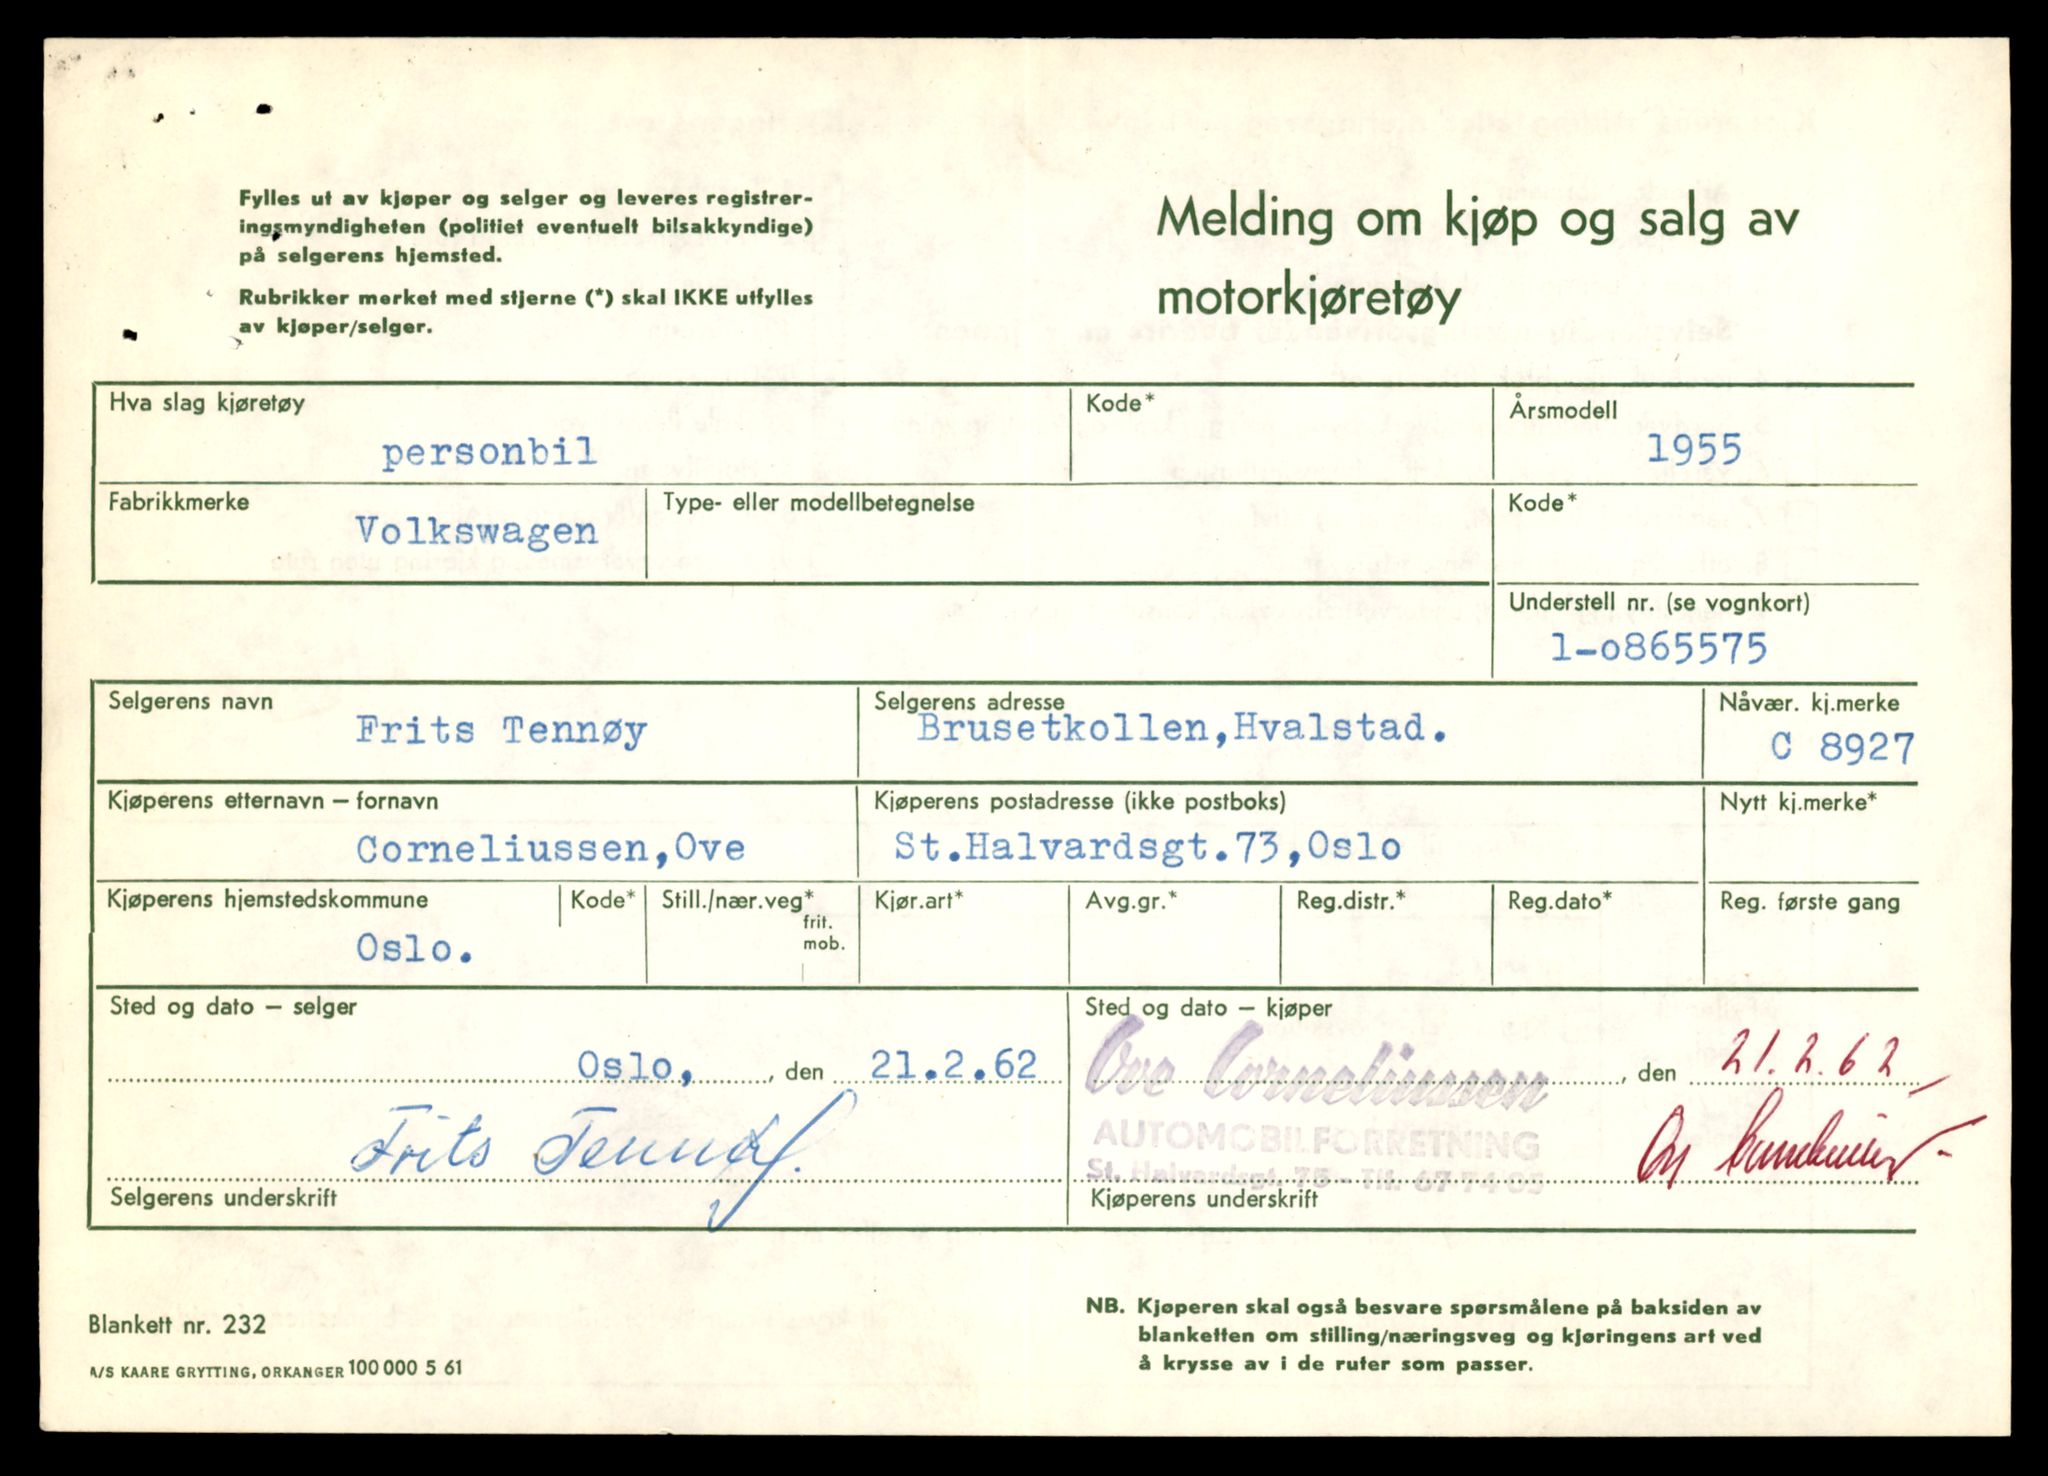 Fylles ut av kjøper og selger og leveres registrer-
ingsmyndigheten (politiet eventuelt bilsakkyndige)
på selgerens hjemsted.
Rubrikker merket med stjerne (*) skal IKKE utfylles
av kjøper/selger.
Melding om kjøp og salg av
motorkjøretøy
Hva slag kjøretøy
personbil
Kode*
Årsmodell
1955
Fabrikkmerke
Volkswagen
Type- eller modellbetegnelse
Kode*
Understell nr. (se vognkort)
1-0865575
Selgerens navn
Frits Tennøy
Selgerens adresse
Brusetkollen, Hvalstad.
Nåvær. kj.merke
C 8927
Kjøperens etternavn – fornavn
Corneliussen, Ove
Kjøperens postadresse (ikke postboks)
St.Halvardsgt.73, Oslo
Nytt kj.merke*
Kjøperens hjemstedskommune
Oslo.
Kode*
Still./nær.veg*
frit.
mob.
Kjør.art*
Avg.gr.*
Reg.distr.*
Reg.dato*
Reg. første gang
Sted og dato – selger
Oslo, , den 21.2.62
Frits Tennøy.
Selgerens underskrift
Sted og dato – kjøper
Ove Corneliussen , den 21.2.62
AUTOMOBILFORRETNING
St. Halvardsgt. 73 - Tlf. 67 74 03
Kjøperens underskrift
Blankett nr. 232
A/S KAARE GRYTTING, ORKANGER 100 000 5 61
NB. Kjøperen skal også besvare spørsmålene på baksiden av
blanketten om stilling/næringsveg og kjøringens art ved
å krysse av i de ruter som passer.